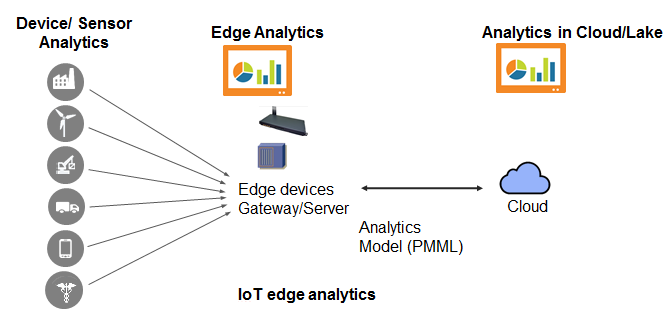 Device/ Sensor
Analytics
Edge Analytics
Analytics in Cloud/Lake
Edge devices
Gateway/Server
Cloud
Analytics
Model (PMML)
IoT edge analytics